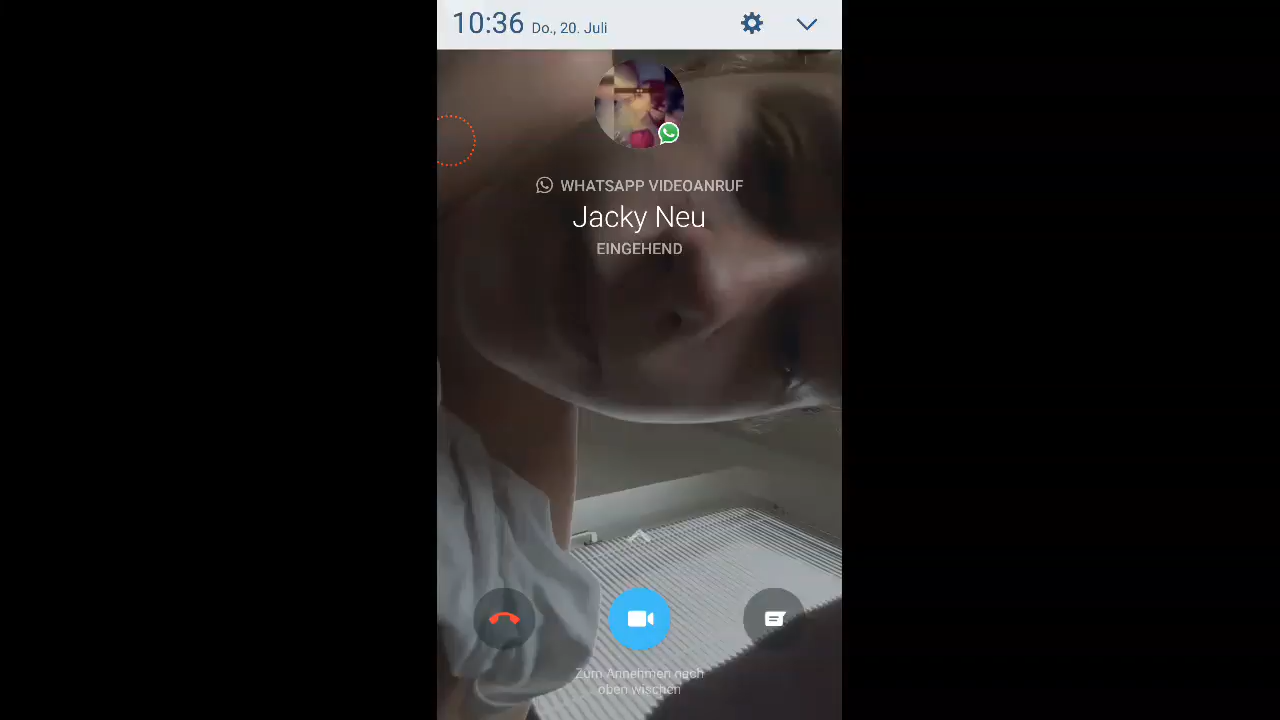 10:36 Do., 20. Juli
WHATSAPP VIDEOANRUF
Jacky Neu
EINGEHEND
Zum Annehmen nach
oben wischen